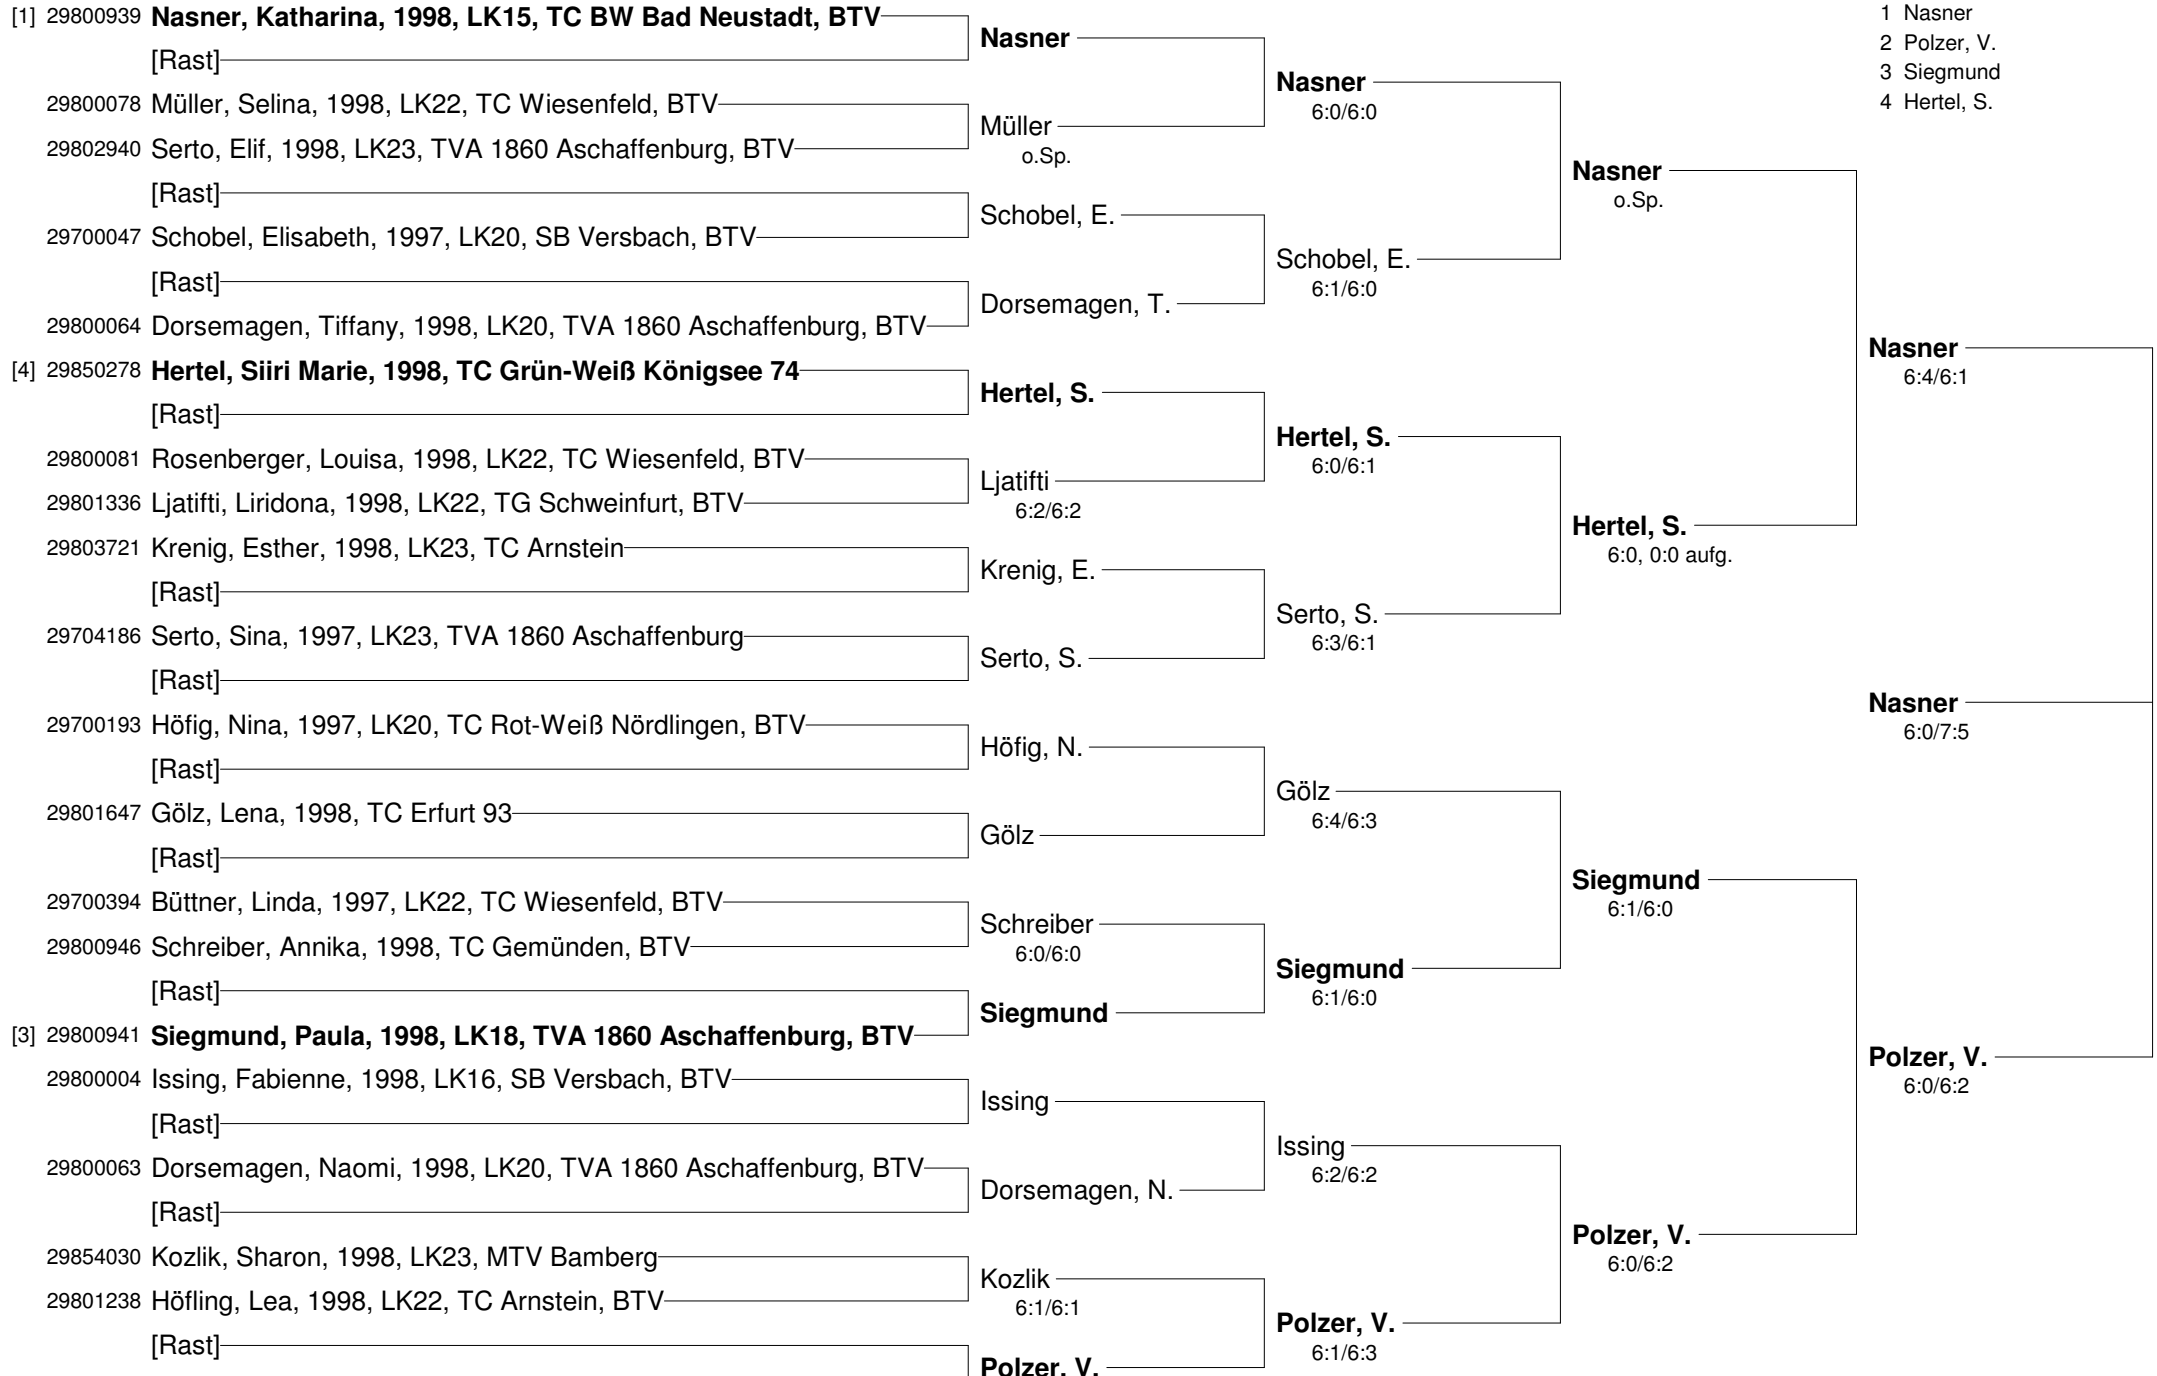 [1] 29800939 Nasner, Katharina, 1998, LK15, TC BW Bad Neustadt, BTV
[Rast]
29800078 Müller, Selina, 1998, LK22, TC Wiesenfeld, BTV
29802940 Serto, Elif, 1998, LK23, TVA 1860 Aschaffenburg, BTV
[Rast]
29700047 Schobel, Elisabeth, 1997, LK20, SB Versbach, BTV
[Rast]
29800064 Dorsemagen, Tiffany, 1998, LK20, TVA 1860 Aschaffenburg, BTV
[4] 29850278 Hertel, Siiri Marie, 1998, TC Grün-Weiß Königsee 74
[Rast]
29800081 Rosenberger, Louisa, 1998, LK22, TC Wiesenfeld, BTV
29801336 Ljatifti, Liridona, 1998, LK22, TG Schweinfurt, BTV
29803721 Krenig, Esther, 1998, LK23, TC Arnstein
[Rast]
29704186 Serto, Sina, 1997, LK23, TVA 1860 Aschaffenburg
[Rast]
29700193 Höfig, Nina, 1997, LK20, TC Rot-Weiß Nördlingen, BTV
[Rast]
29801647 Gölz, Lena, 1998, TC Erfurt 93
[Rast]
29700394 Büttner, Linda, 1997, LK22, TC Wiesenfeld, BTV
29800946 Schreiber, Annika, 1998, TC Gemünden, BTV
[Rast]
[3] 29800941 Siegmund, Paula, 1998, LK18, TVA 1860 Aschaffenburg, BTV
29800004 Issing, Fabienne, 1998, LK16, SB Versbach, BTV
[Rast]
29800063 Dorsemagen, Naomi, 1998, LK20, TVA 1860 Aschaffenburg, BTV
[Rast]
29854030 Kozlik, Sharon, 1998, LK23, MTV Bamberg
29801238 Höfling, Lea, 1998, LK22, TC Arnstein, BTV
[Rast]
Nasner
Müller
o.Sp.
Schobel, E.
Dorsemagen, T.
Hertel, S.
Ljatifti
6:2/6:2
Krenig, E.
Serto, S.
Höfig, N.
Gölz
Schreiber
6:0/6:0
Siegmund
Issing
Dorsemagen, N.
Kozlik
6:1/6:1
Polzer, V.
Nasner
6:0/6:0
Schobel, E.
6:1/6:0
Hertel, S.
6:0/6:1
Serto, S.
6:3/6:1
Gölz
6:4/6:3
Siegmund
6:1/6:0
Issing
6:2/6:2
Polzer, V.
6:1/6:3
Nasner
o.Sp.
Hertel, S.
6:0, 0:0 aufg.
Siegmund
6:1/6:0
Polzer, V.
6:0/6:2
Nasner
6:4/6:1
Polzer, V.
6:0/6:2
Nasner
6:0/7:5
1 Nasner
2 Polzer, V.
3 Siegmund
4 Hertel, S.